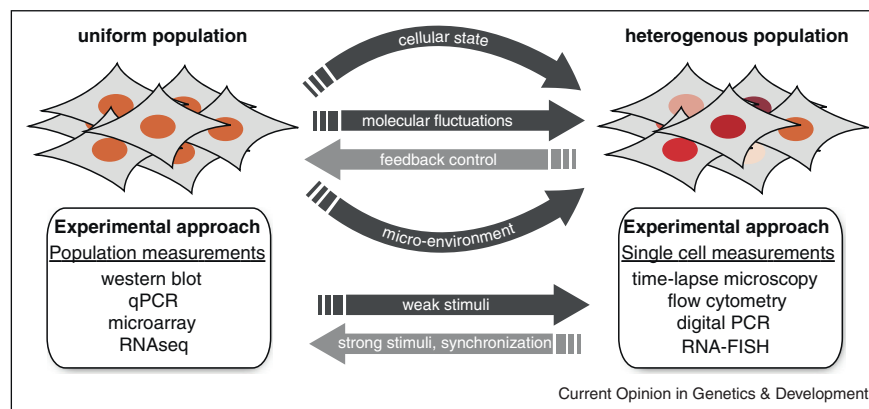 uniform population
cellular state
heterogenous population
molecular fluctuations
feedback control
micro-environment
Experimental approach
Population measurements
western blot
qPCR
microarray
RNAseq
weak stimuli
strong stimuli, synchronization
Experimental approach
Single cell measurements
time-lapse microscopy
flow cytometry
digital PCR
RNA-FISH
Current Opinion in Genetics & Development